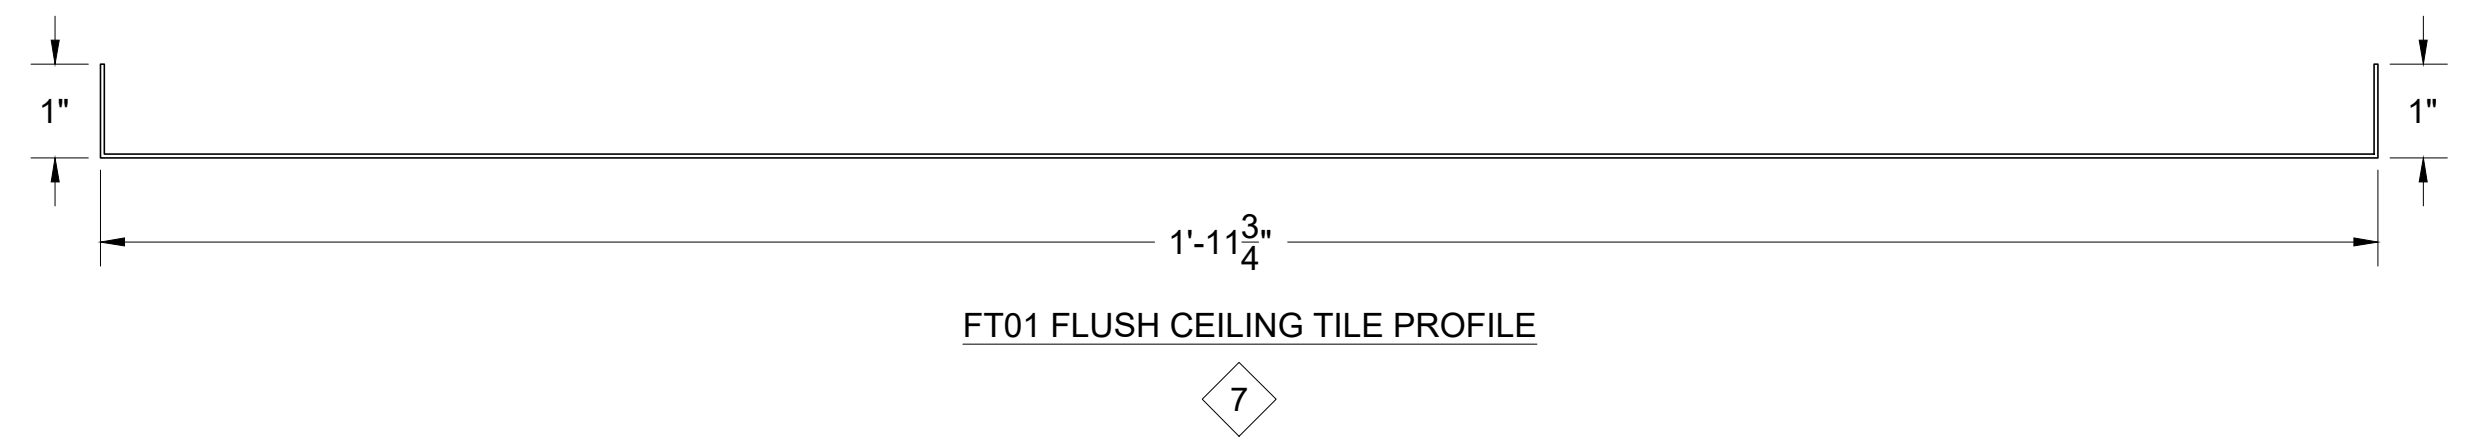 1"
1"
1'-11 3/4"
FT01 FLUSH CEILING TILE PROFILE
7